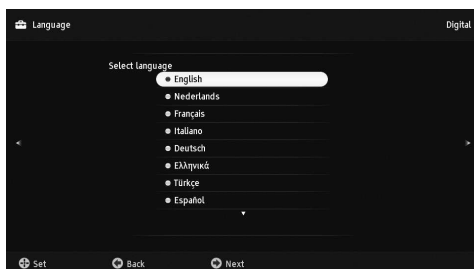 Language
Digital
Select language
English
Nederlands
Français
Italiano
Deutsch
Ελληνικά
Türkçe
Español
Set Back Next